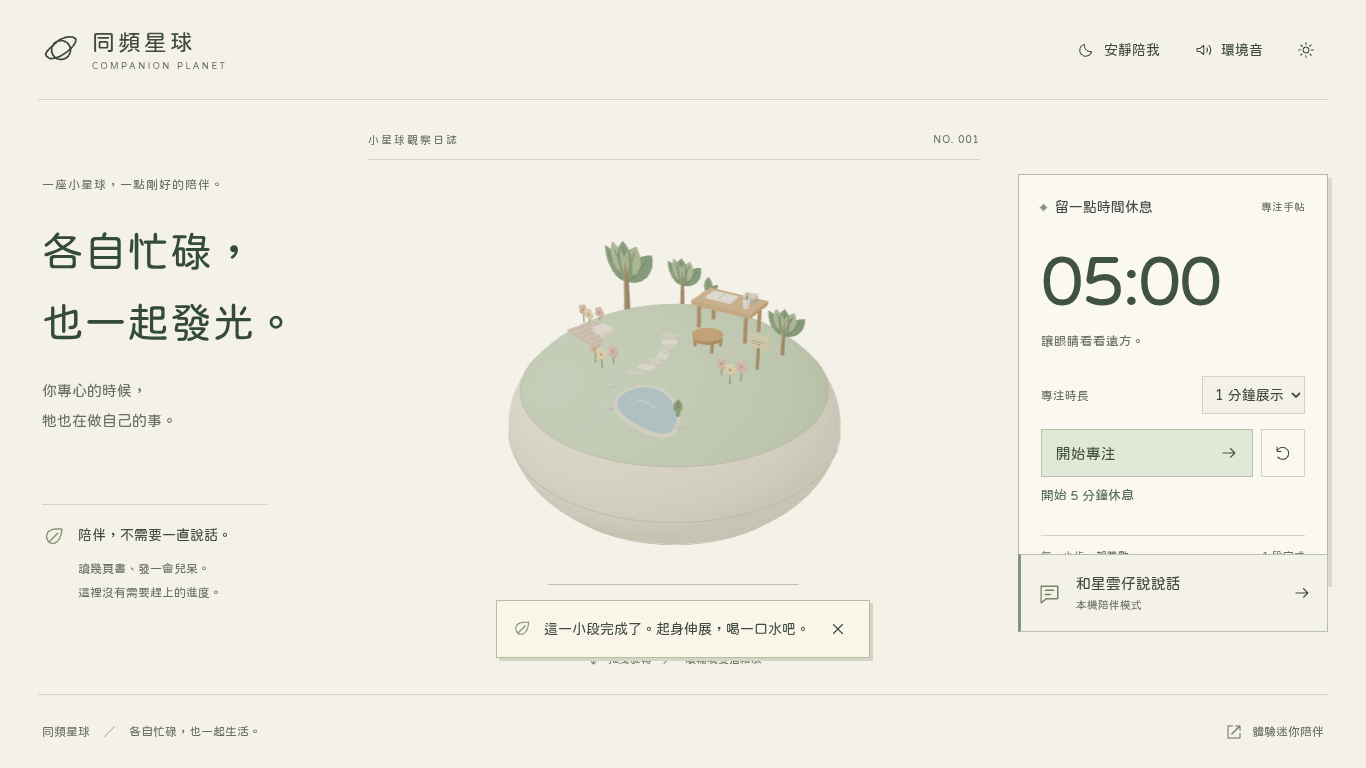 同頻星球
COMPANION PLANET
安靜陪我
環境音
小星球觀察日誌
NO. 001
一座小星球，一點剛好的陪伴。
各自忙碌，
也一起發光。
你專心的時候，
牠也在做自己的事。
陪伴，不需要一直說話。
讀幾頁書、發一會兒呆。
這裡沒有需要趕上的進度。
留一點時間休息
專注手帖
05:00
讓眼睛看看遠方。
專注時長
1 分鐘展示
開始專注
開始 5 分鐘休息
和星雲仔說說話
本機陪伴模式
這一小段完成了。起身伸展，喝一口水吧。
同頻星球 ／ 各自忙碌，也一起生活。
體驗迷你陪伴